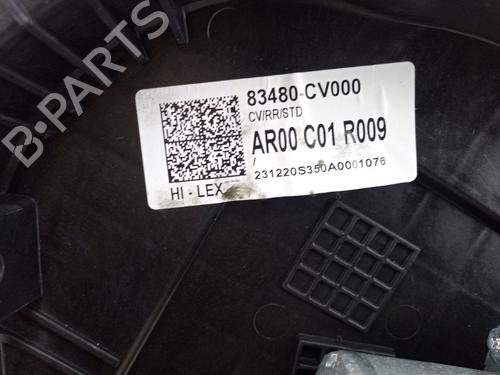 83480-CV000
CV/RR/STD
AR00 C01 R009
/
231220S350A0001076
HI - LEX
B-PARTS